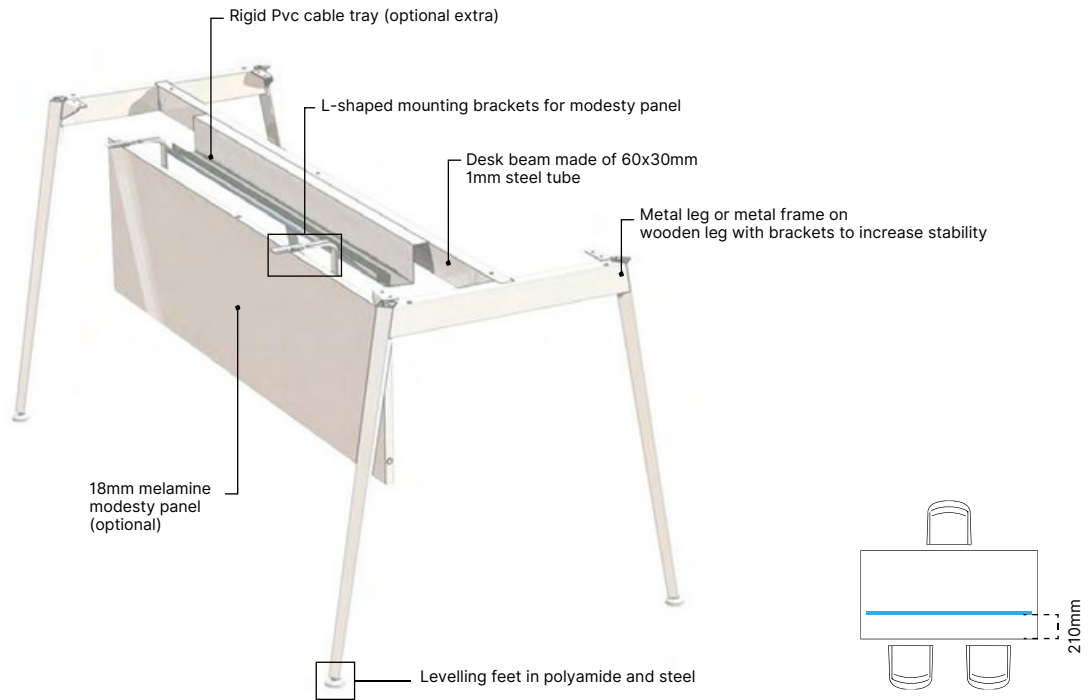 Rigid Pvc cable tray (optional extra)
L-shaped mounting brackets for modesty panel
Desk beam made of 60x30mm
1mm steel tube
Metal leg or metal frame on
wooden leg with brackets to increase stability
18mm melamine
modesty panel
(optional)
Levelling feet in polyamide and steel
210mm